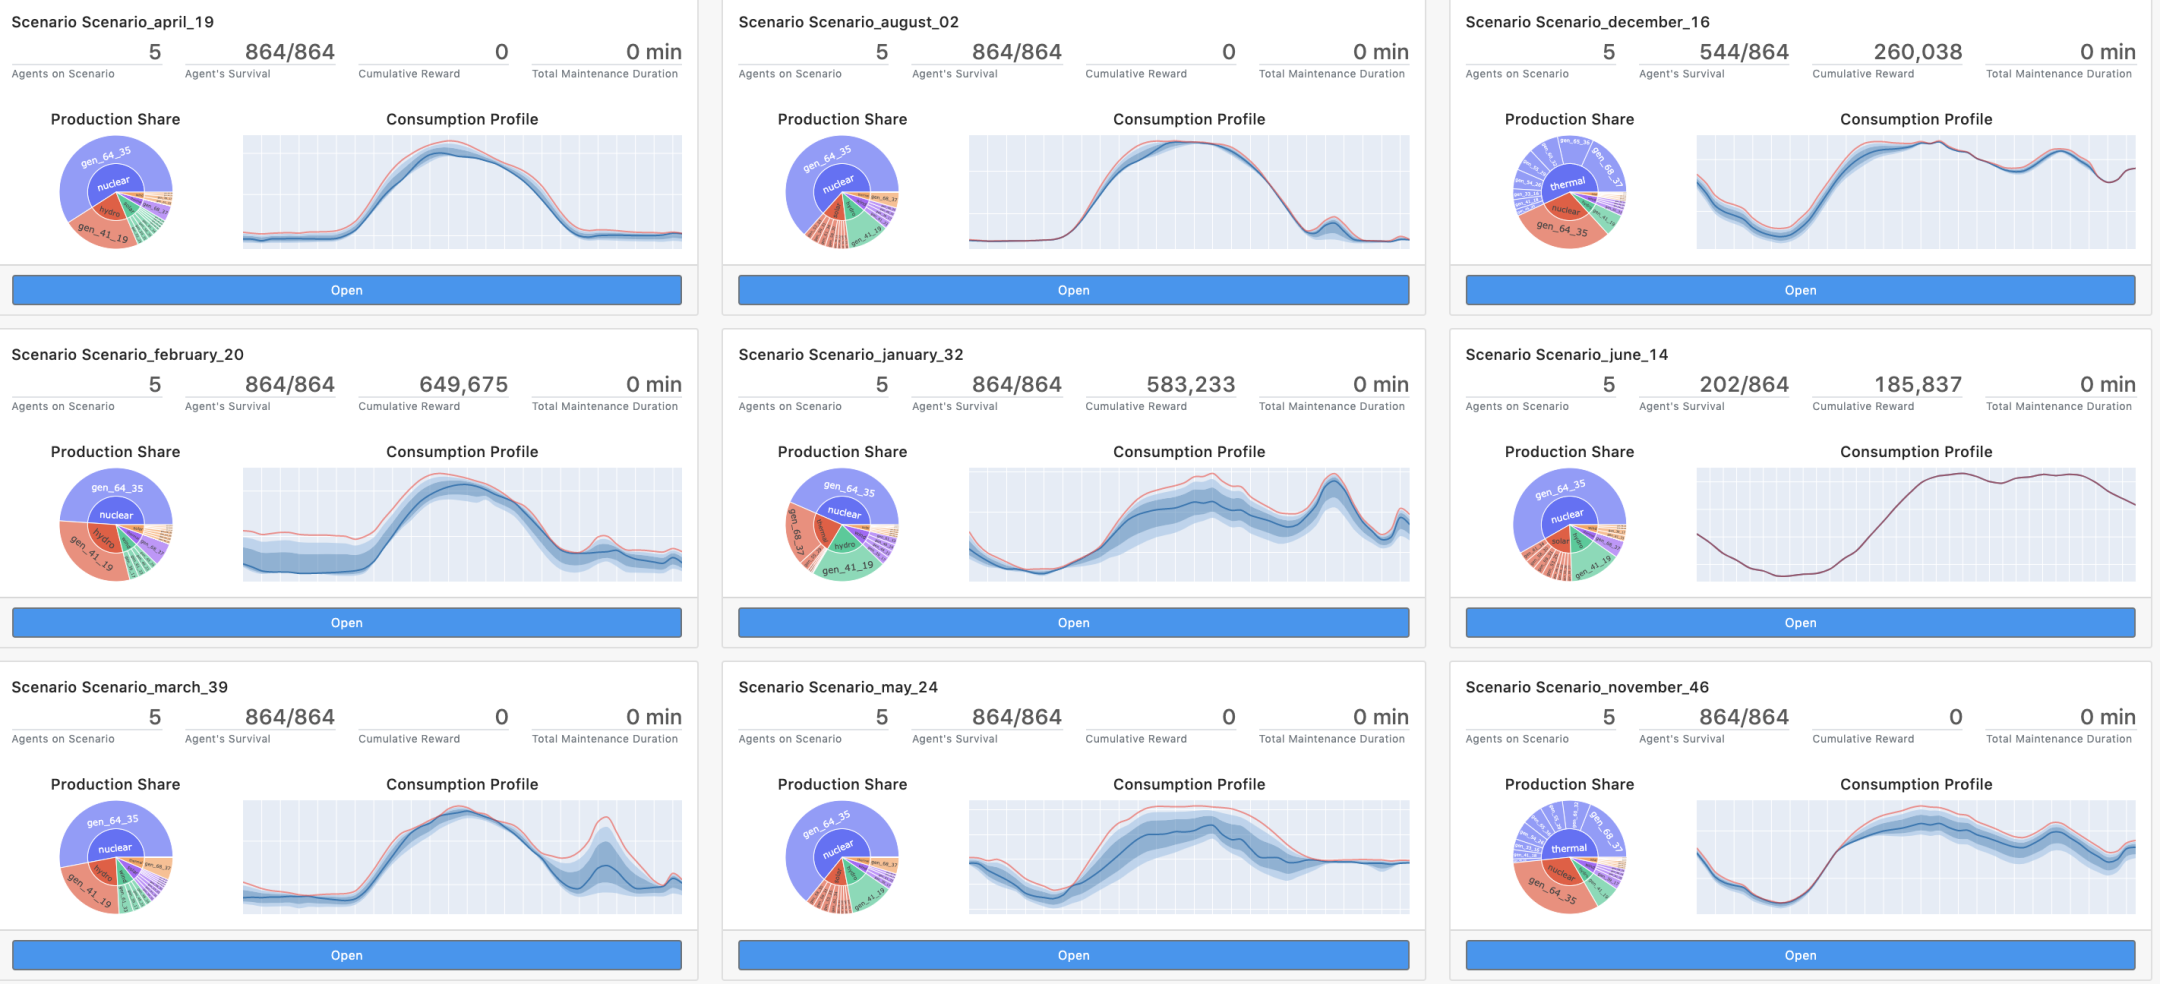 Scenario Scenario_april_19
5
864/864
0
0 min
Agents on Scenario
Agent's Survival
Cumulative Reward
Total Maintenance Duration
Production Share
Consumption Profile
gen_64_35
nuclear
hydro
gen_41_19
Open
Scenario Scenario_august_02
5
864/864
0
0 min
Agents on Scenario
Agent's Survival
Cumulative Reward
Total Maintenance Duration
Production Share
Consumption Profile
gen_64_35
nuclear
gen_41_19
Open
Scenario Scenario_december_16
5
544/864
260,038
0 min
Agents on Scenario
Agent's Survival
Cumulative Reward
Total Maintenance Duration
Production Share
Consumption Profile
gen_68_37
thermal
nuclear
gen_64_35
Open
Scenario Scenario_february_20
5
864/864
649,675
0 min
Agents on Scenario
Agent's Survival
Cumulative Reward
Total Maintenance Duration
Production Share
Consumption Profile
gen_64_35
nuclear
hydro
gen_41_19
Open
Scenario Scenario_january_32
5
864/864
583,233
0 min
Agents on Scenario
Agent's Survival
Cumulative Reward
Total Maintenance Duration
Production Share
Consumption Profile
gen_64_35
nuclear
gen_68_37
thermal
hydro
gen_41_19
Open
Scenario Scenario_june_14
5
202/864
185,837
0 min
Agents on Scenario
Agent's Survival
Cumulative Reward
Total Maintenance Duration
Production Share
Consumption Profile
gen_64_35
nuclear
solar
hydro
gen_41_19
Open
Scenario Scenario_march_39
5
864/864
0
0 min
Agents on Scenario
Agent's Survival
Cumulative Reward
Total Maintenance Duration
Production Share
Consumption Profile
gen_64_35
nuclear
gen_68_37
hydro
gen_41_19
Open
Scenario Scenario_may_24
5
864/864
0
0 min
Agents on Scenario
Agent's Survival
Cumulative Reward
Total Maintenance Duration
Production Share
Consumption Profile
gen_64_35
nuclear
gen_41_19
Open
Scenario Scenario_november_46
5
864/864
0
0 min
Agents on Scenario
Agent's Survival
Cumulative Reward
Total Maintenance Duration
Production Share
Consumption Profile
gen_68_37
thermal
nuclear
gen_64_35
Open